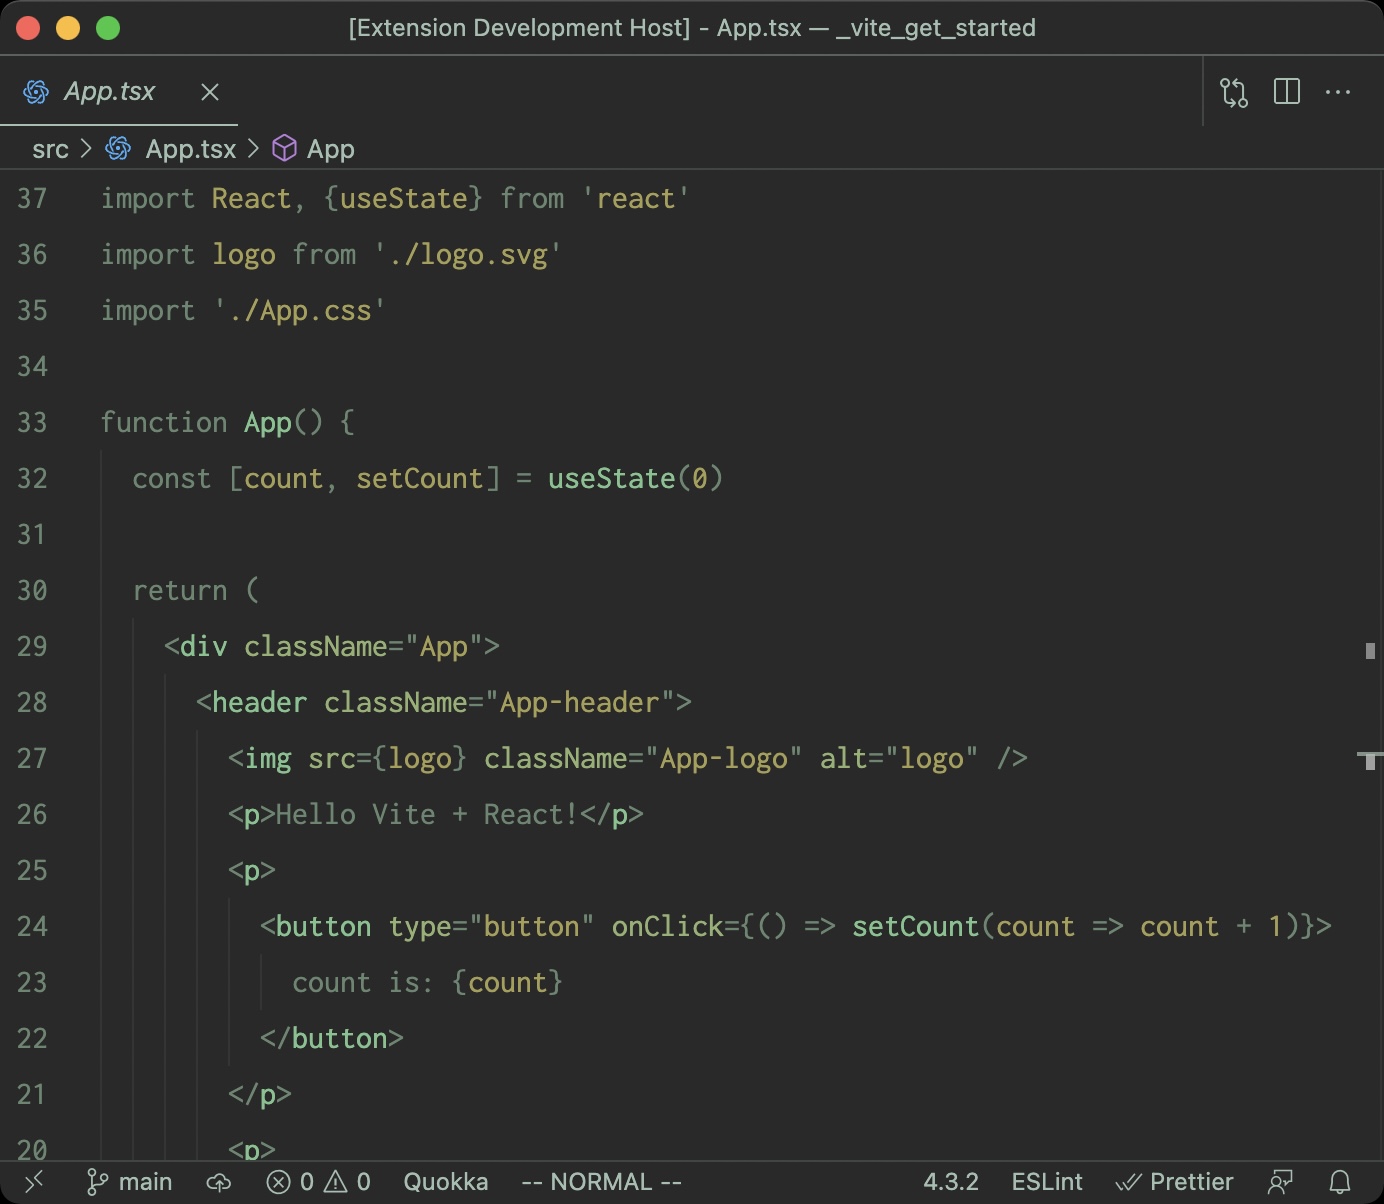 [Extension Development Host] - App.tsx — _vite_get_started
App.tsx
src > App.tsx > App
37 import React, {useState} from 'react'
36 import logo from './logo.svg'
35 import './App.css'
34
33 function App() {
32 const [count, setCount] = useState(0)
31
30 return (
29 <div className="App">
28 <header className="App-header">
27 <img src={logo} className="App-logo" alt="logo" />
26 <p>Hello Vite + React!</p>
25 <p>
24 <button type="button" onClick={() => setCount(count => count + 1)}>
23 count is: {count}
22 </button>
21 </p>
20 <p>
main 0 0 Quokka -- NORMAL -- 4.3.2 ESLint Prettier